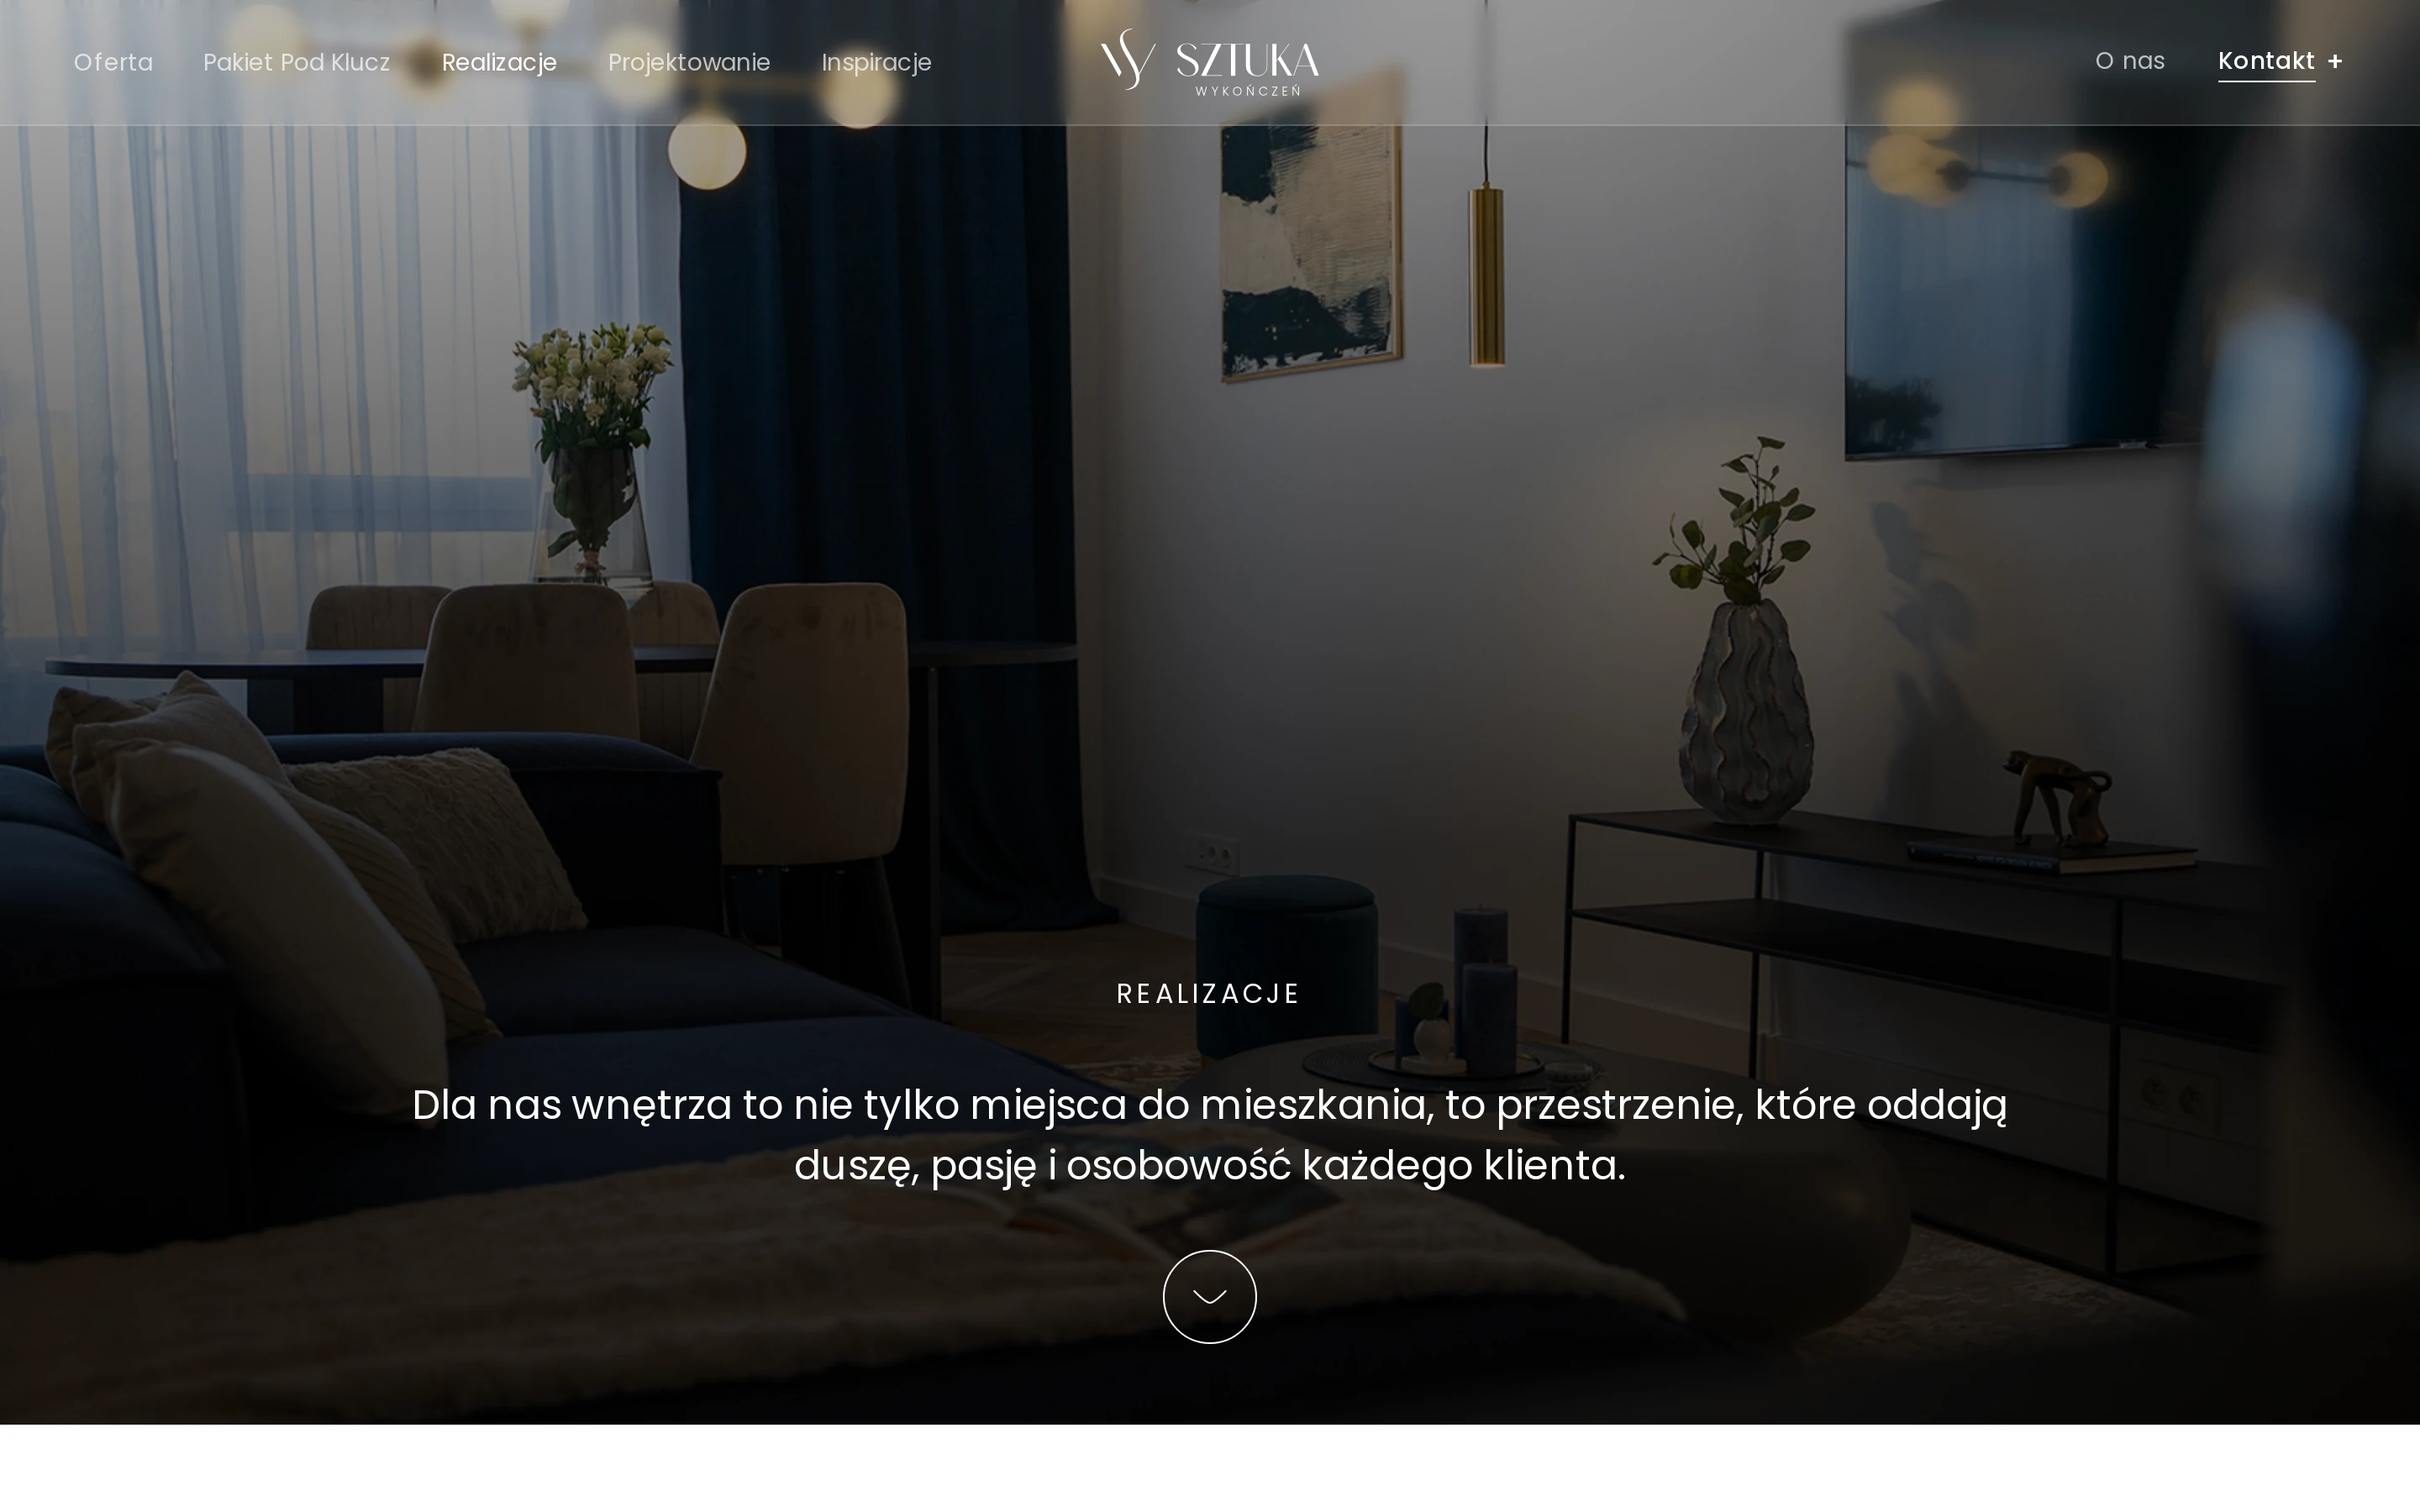 Oferta
Pakiet Pod Klucz
Realizacje
Projektowanie
Inspiracje
SZTUKA
WYKOŃCZEŃ
O nas
Kontakt +
REALIZACJE
Dla nas wnętrza to nie tylko miejsca do mieszkania, to przestrzenie, które oddają
duszę, pasję i osobowość każdego klienta.